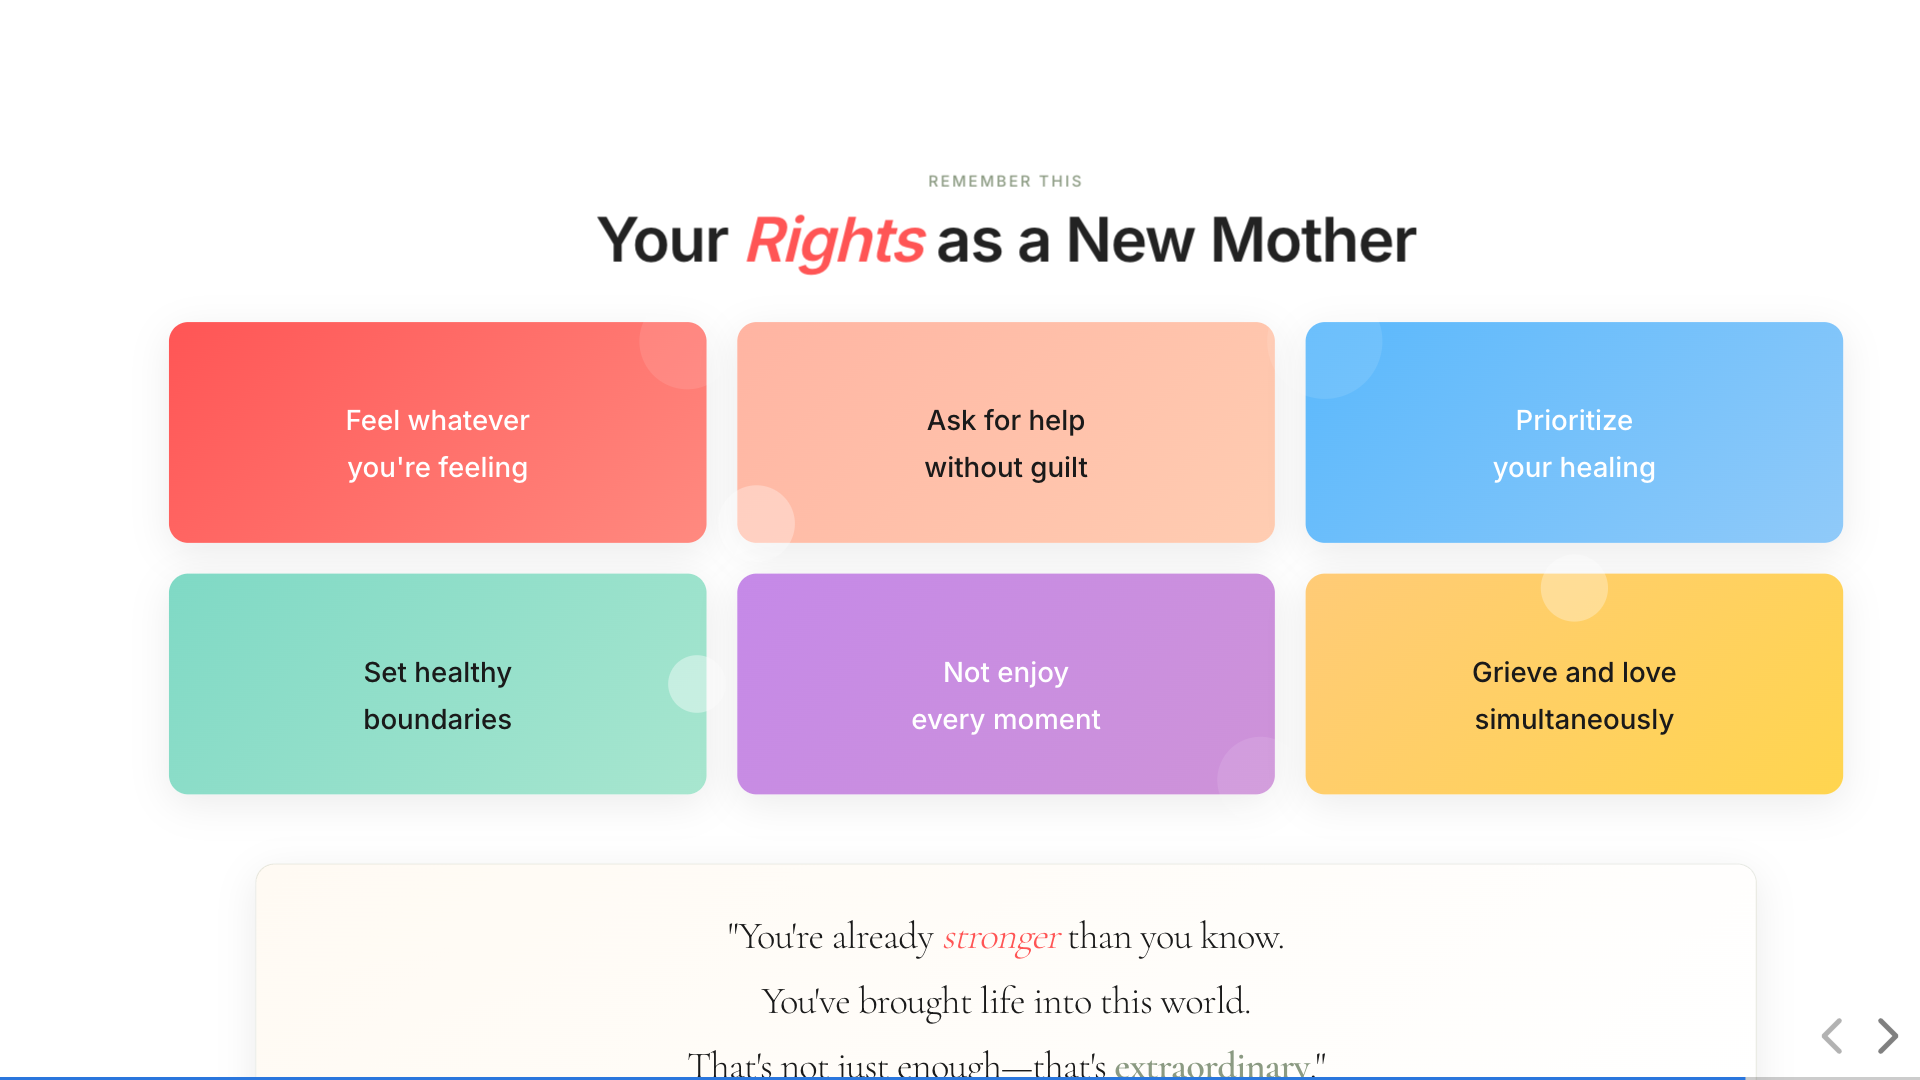 REMEMBER THIS
Your Rights as a New Mother
Feel whatever
you're feeling
Ask for help
without guilt
Prioritize
your healing
Set healthy
boundaries
Not enjoy
every moment
Grieve and love
simultaneously
"You're already stronger than you know.
You've brought life into this world.
That's not just enough—that's extraordinary."